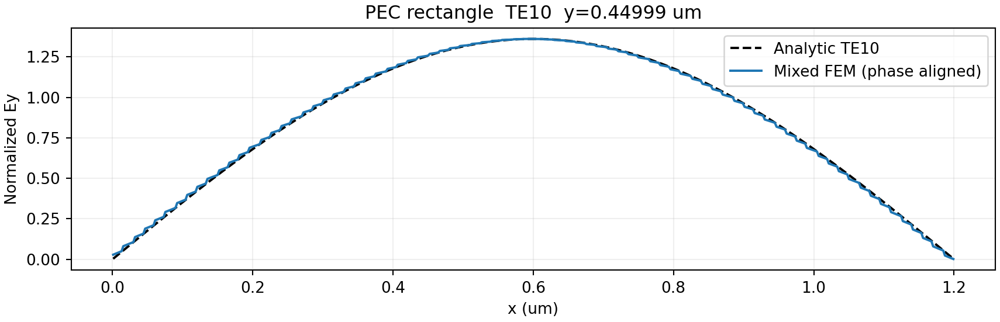 PEC rectangle  TE10  y=0.44999 um
Analytic TE10
Mixed FEM (phase aligned)
Normalized Ey
1.25
1.00
0.75
0.50
0.25
0.00
0.0 0.2 0.4 0.6 0.8 1.0 1.2
x (um)